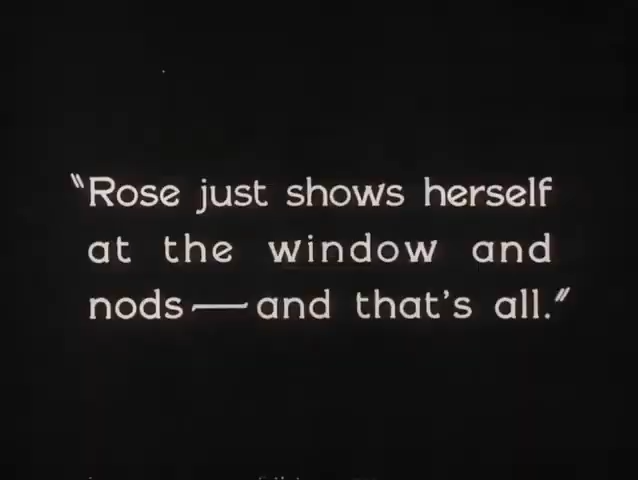 "Rose just shows herself
at the window and
nods—and that's all."